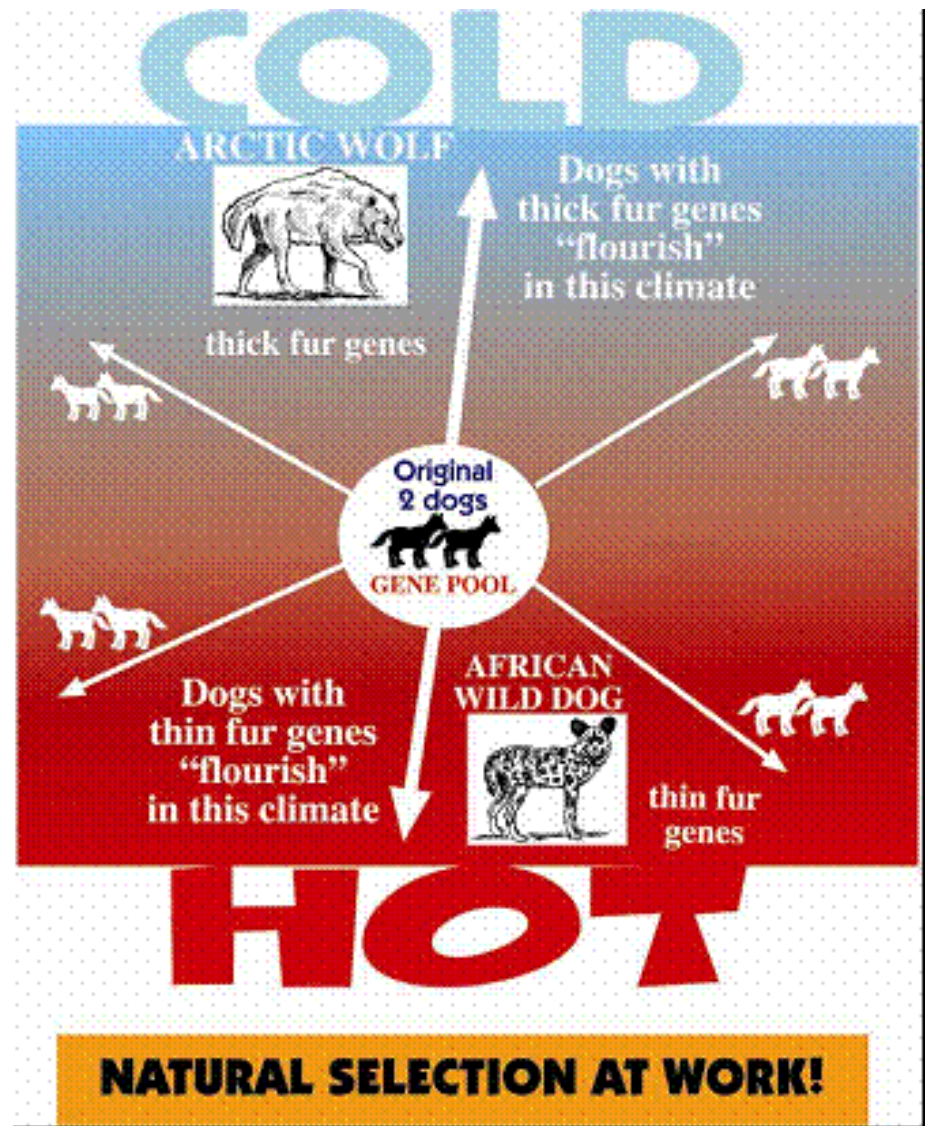 COLD
ARCTIC WOLF
Dogs with
thick fur genes
“flourish”
in this climate
thick fur genes
Original
2 dogs
GENE POOL
AFRICAN
WILD DOG
Dogs with
thin fur genes
“flourish”
in this climate
thin fur
genes
HOT
NATURAL SELECTION AT WORK!